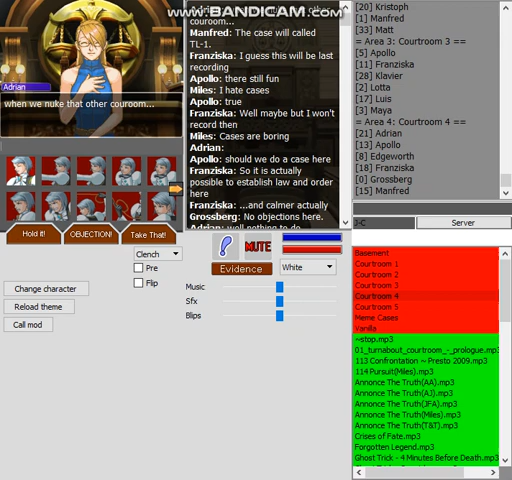 www.BANDICAM.com
couroom...
Manfred: The case will called
TL-1.
Franziska: I guess this will be last
recording
Apollo: there still fun
Miles: I hate cases
Apollo: true
Franziska: Well maybe but I won't
record then
Miles: Cases are boring
Adrian:
Apollo: should we do a case here
Franziska: So it is actually
possible to establish law and order
here
Franziska: ...and calmer actually
Grossberg: No objections here.
Adrian: well nothing to do
Adrian
when we nuke that other couroom...
Hold it!
OBJECTION!
Take That!
MUTE
Evidence
White
Clench
Pre
Flip
Change character
Reload theme
Call mod
Music
Sfx
Blips
[20] Kristoph
[1] Manfred
[33] Matt
= Area 3: Courtroom 3 ==
[5] Apollo
[11] Franziska
[28] Klavier
[2] Lotta
[17] Luis
[3] Maya
= Area 4: Courtroom 4 ==
[21] Adrian
[13] Apollo
[8] Edgeworth
[18] Franziska
[0] Grossberg
[15] Manfred
J-C
Server
Basement
Courtroom 1
Courtroom 2
Courtroom 3
Courtroom 4
Courtroom 5
Meme Cases
Vanilla
~stop.mp3
01_turnabout_courtroom_-_prologue.mp3
113 Confrontation ~ Presto 2009.mp3
114 Pursuit(Miles).mp3
Annonce The Truth(AA).mp3
Annonce The Truth(AJ).mp3
Annonce The Truth(JFA).mp3
Annonce The Truth(Miles).mp3
Annonce The Truth(T&T).mp3
Crises of Fate.mp3
Forgotten Legend.mp3
Ghost Trick - 4 Minutes Before Death.mp3